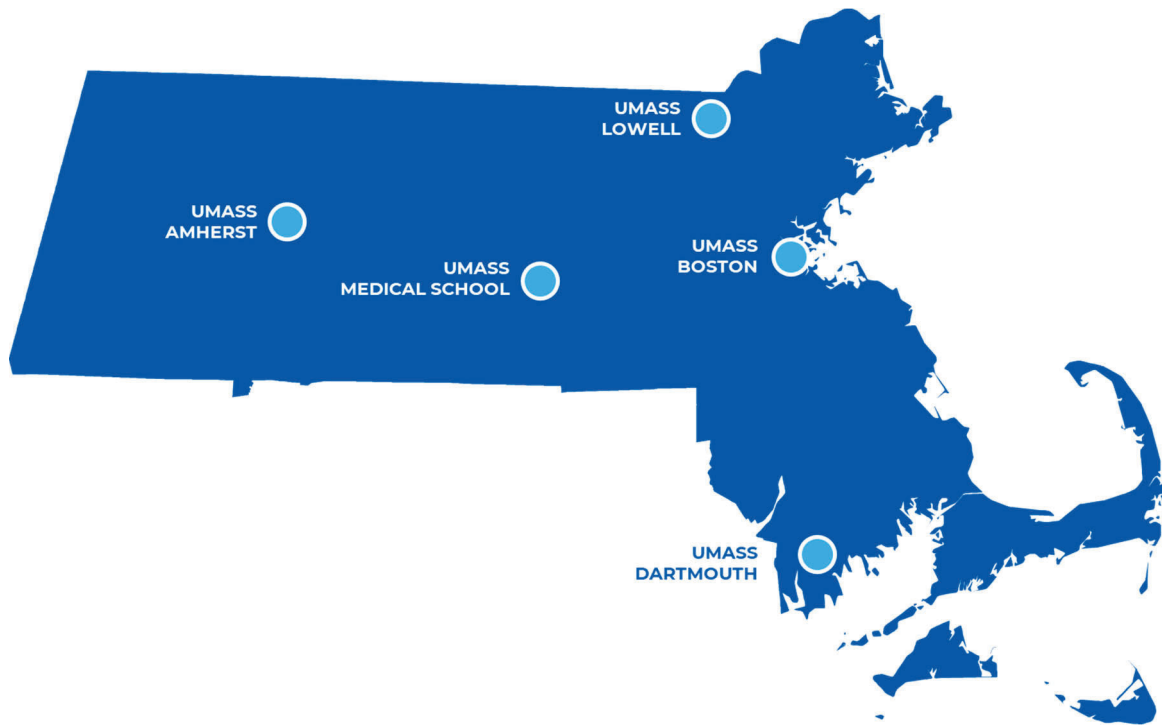 UMASS
LOWELL
UMASS
AMHERST
UMASS
BOSTON
UMASS
MEDICAL SCHOOL
UMASS
DARTMOUTH